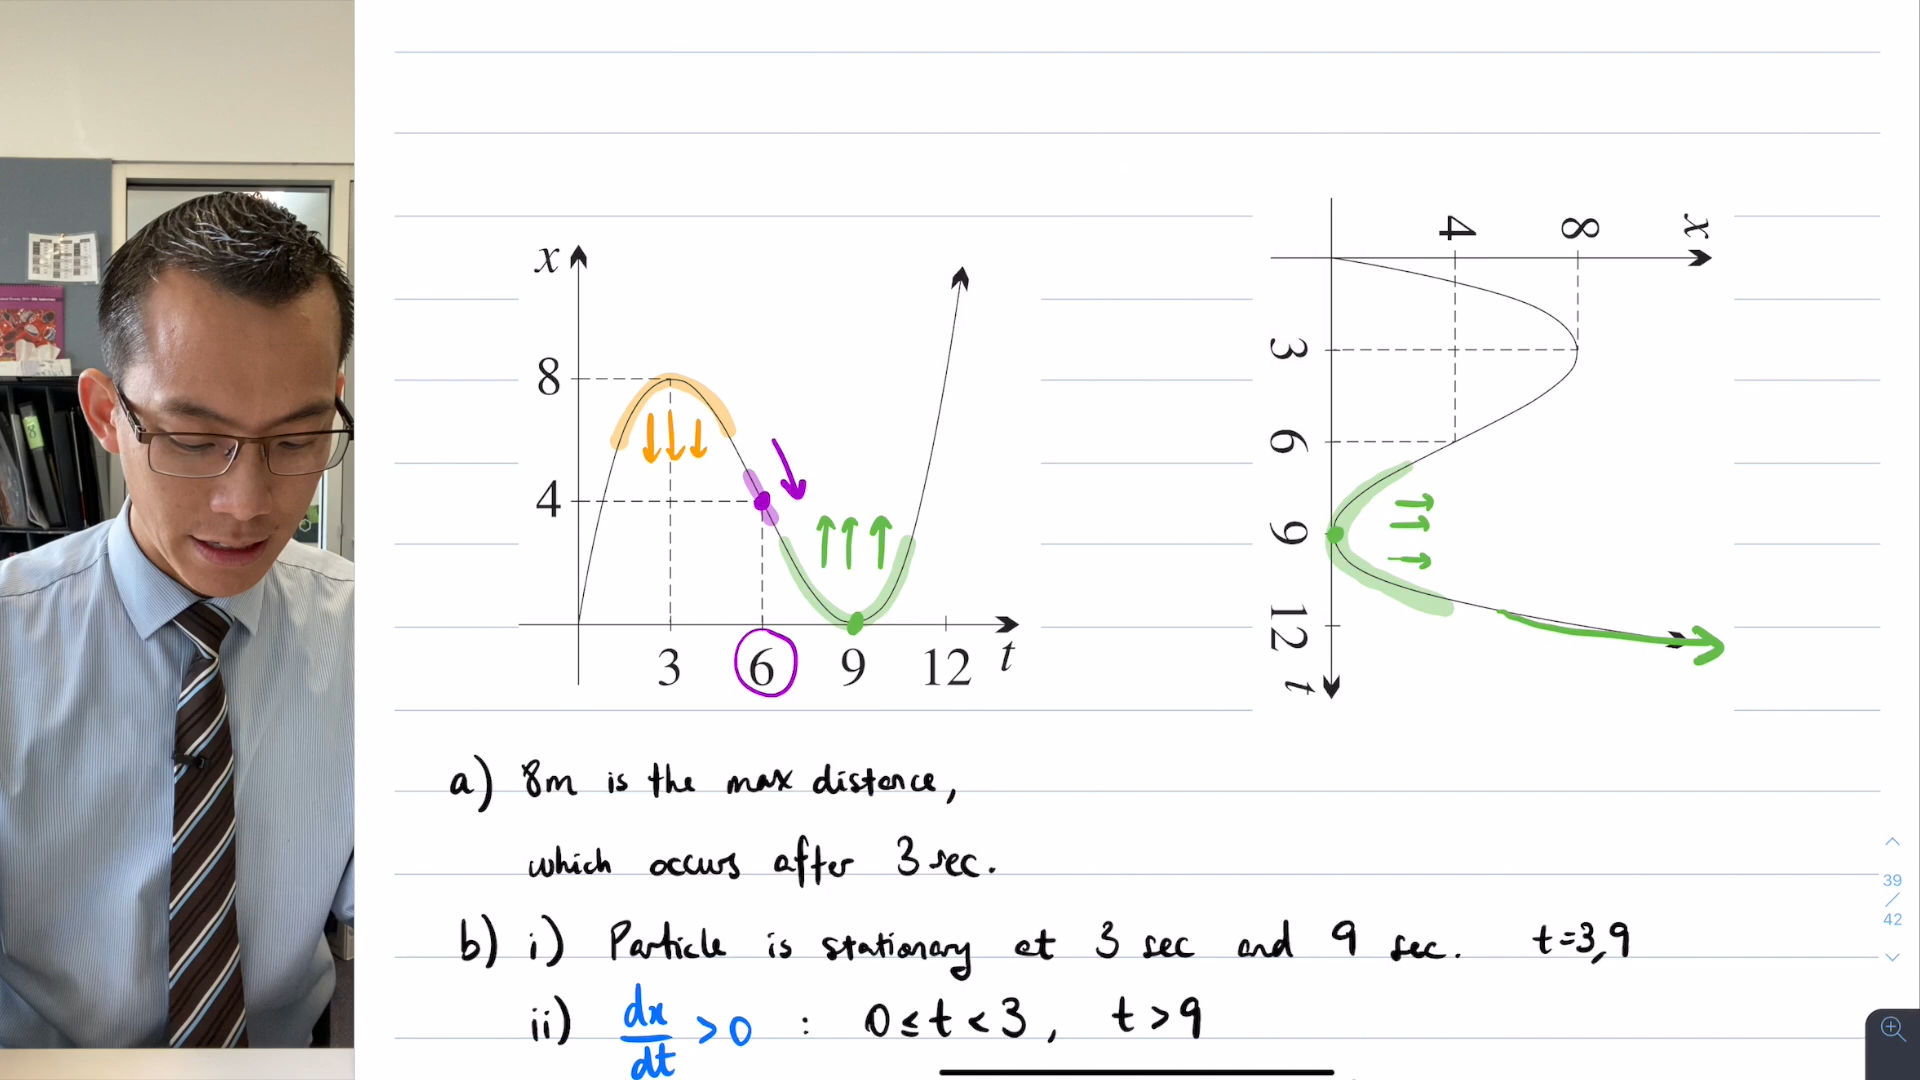 x
8
4
3
6
9
12
t
4
8
x
3
6
9
12
t
a) 8m is the max distance,
which occurs after 3 sec.
b) i) Particle is stationary at 3 sec and 9 sec. t=3,9
ii) dx/dt >0 : 0≤t<3, t>9
39
/
42